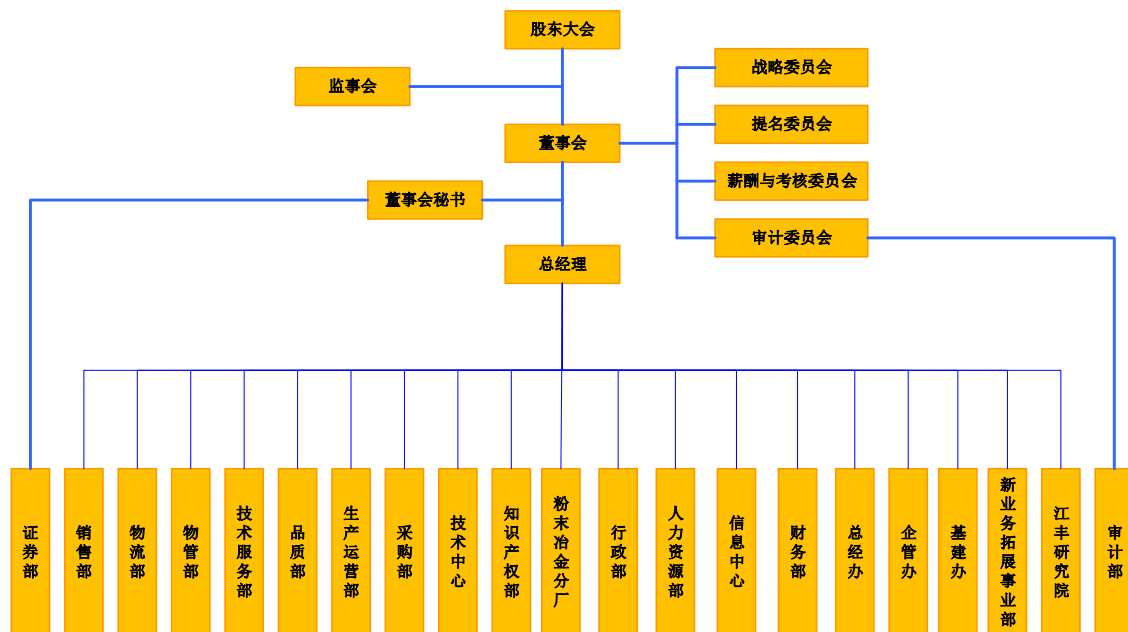 股东大会
监事会
战略委员会
提名委员会
董事会
薪酬与考核委员会
董事会秘书
审计委员会
总经理
证券部
销售部
物流部
物管部
技术服务部
品质部
生产运营部
采购部
技术中心
知识产权部
粉末冶金分厂
行政部
人力资源部
信息中心
财务部
总经办
企管办
基建办
新业务拓展事业部
江丰研究院
审计部